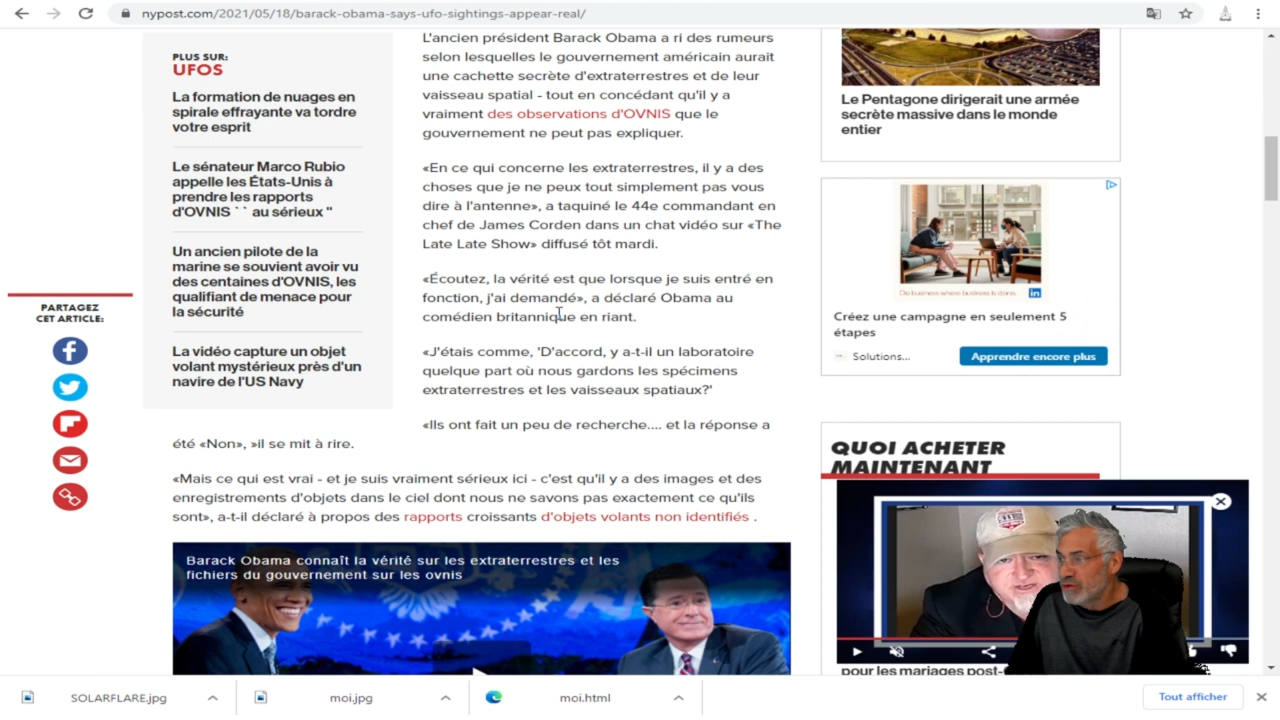 nypost.com/2021/05/18/barack-obama-says-ufo-sightings-appear-real/
PLUS SUR:
UFOS
La formation de nuages en
spirale effrayante va tordre
votre esprit
Le sénateur Marco Rubio
appelle les États-Unis à
prendre les rapports
d'OVNIS `` au sérieux "
Un ancien pilote de la
marine se souvient avoir vu
des centaines d'OVNIS, les
qualifiant de menace pour
la sécurité
La vidéo capture un objet
volant mystérieux près d'un
navire de l'US Navy
PARTAGEZ
CET ARTICLE:
L'ancien président Barack Obama a ri des rumeurs
selon lesquelles le gouvernement américain aurait
une cachette secrète d'extraterrestres et de leur
vaisseau spatial - tout en concédant qu'il y a
vraiment des observations d'OVNIS que le
gouvernement ne peut pas expliquer.
«En ce qui concerne les extraterrestres, il y a des
choses que je ne peux tout simplement pas vous
dire à l'antenne», a taquiné le 44e commandant en
chef de James Corden dans un chat vidéo sur «The
Late Late Show» diffusé tôt mardi.
«Écoutez, la vérité est que lorsque je suis entré en
fonction, j'ai demandé», a déclaré Obama au
comédien britannique en riant.
«J'étais comme, 'D'accord, y a-t-il un laboratoire
quelque part où nous gardons les spécimens
extraterrestres et les vaisseaux spatiaux?'
«Ils ont fait un peu de recherche.... et la réponse a
été «Non», »il se mit à rire.
«Mais ce qui est vrai - et je suis vraiment sérieux ici - c'est qu'il y a des images et des
enregistrements d'objets dans le ciel dont nous ne savons pas exactement ce qu'ils
sont», a-t-il déclaré à propos des rapports croissants d'objets volants non identifiés .
Barack Obama connaît la vérité sur les extraterrestres et les
fichiers du gouvernement sur les ovnis
Le Pentagone dirigerait une armée
secrète massive dans le monde
entier
Do business where business is done.
in
Créez une campagne en seulement 5
étapes
Solutions...
Apprendre encore plus
QUOI ACHETER
MAINTENANT
pour les mariages post-
SOLARFLARE.jpg
moi.jpg
moi.html
Tout afficher